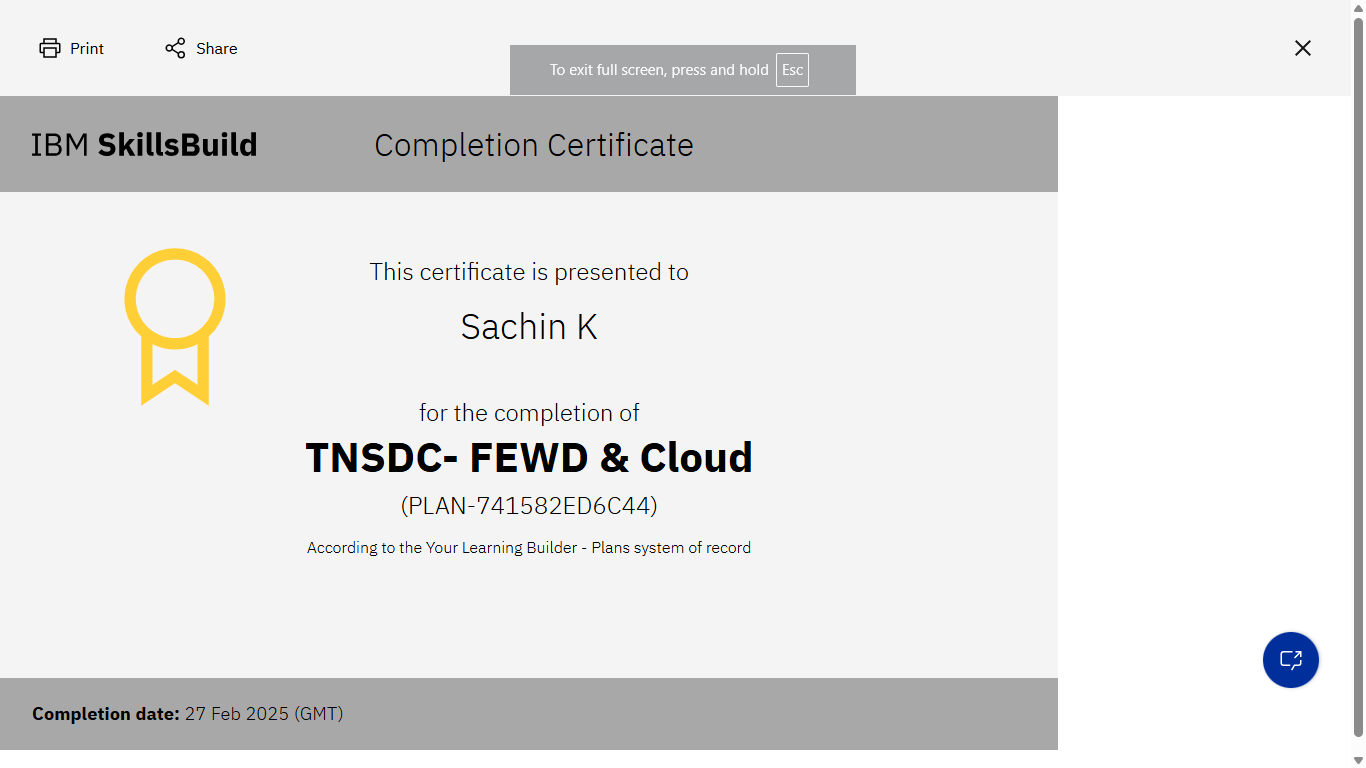 Print
Share
To exit full screen, press and hold Esc
IBM SkillsBuild
Completion Certificate
This certificate is presented to
Sachin K
for the completion of
TNSDC- FEWD & Cloud
(PLAN-741582ED6C44)
According to the Your Learning Builder - Plans system of record
Completion date: 27 Feb 2025 (GMT)